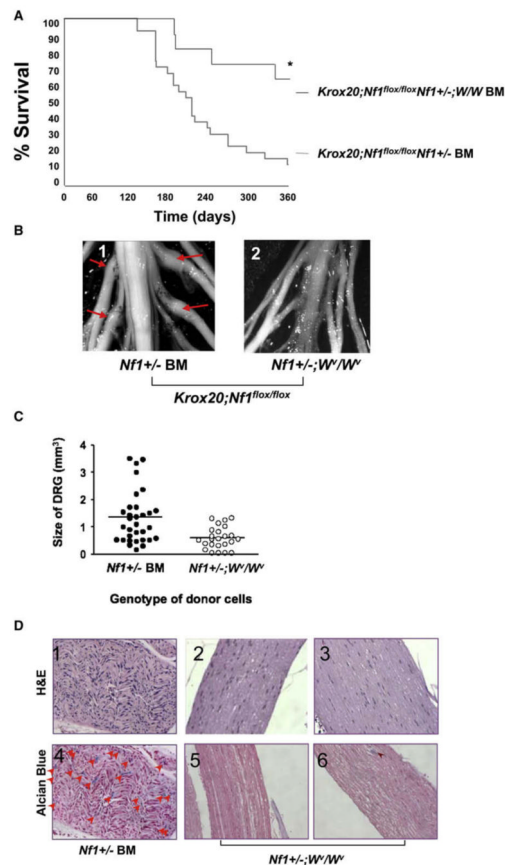 A
100
90
80
70
60
50
40
30
20
10
0
% Survival
*
Krox20;Nf1flox/floxNf1+/-;W/W BM
Krox20;Nf1flox/floxNf1+/- BM
0 60 120 180 240 300 360
Time (days)
B
1
2
Nf1+/- BM
Nf1+/-;Wv/Wv
Krox20;Nf1flox/flox
C
4
3
2
1
0
Size of DRG (mm3)
Nf1+/- BM
Nf1+/-;Wv/Wv
Genotype of donor cells
D
H&E
1 2 3
Alcian Blue
4 5 6
Nf1+/- BM
Nf1+/-;Wv/Wv